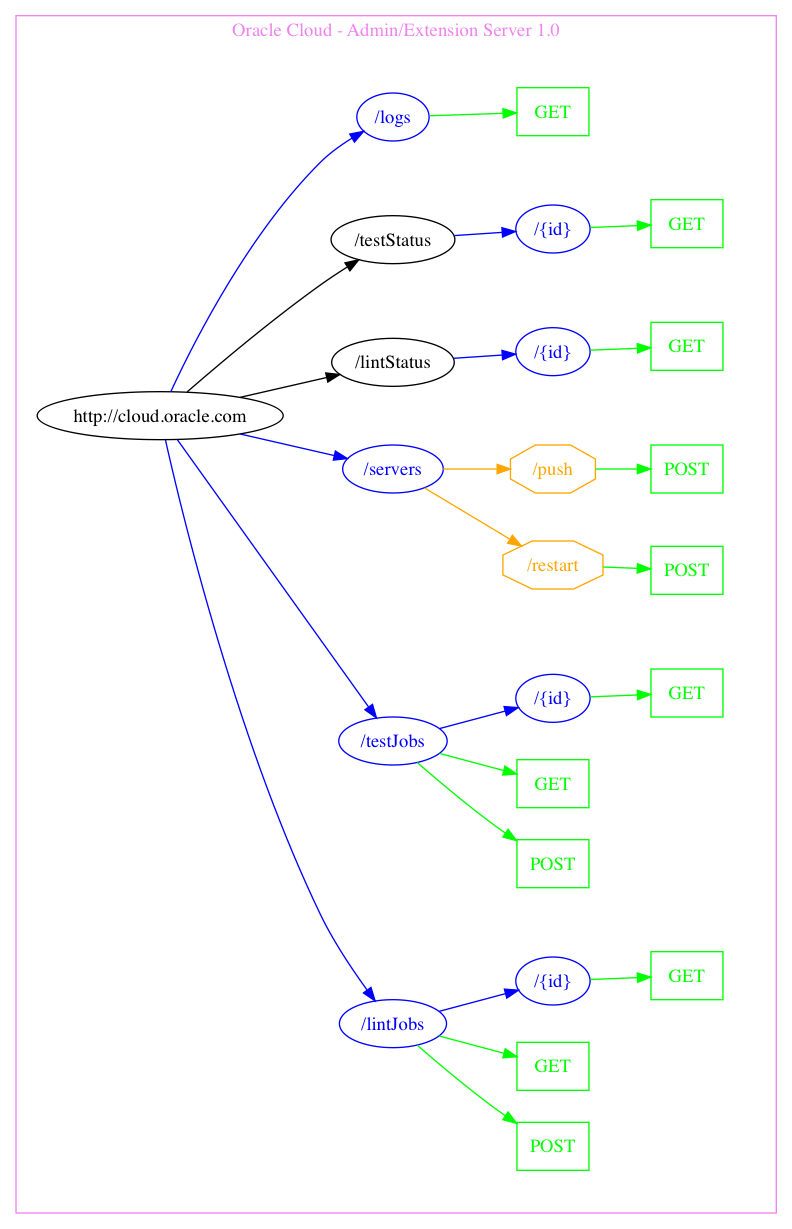 Oracle Cloud - Admin/Extension Server 1.0
/logs
GET
/testStatus
/{id}
GET
/lintStatus
/{id}
GET
http://cloud.oracle.com
/servers
/push
POST
/restart
POST
/testJobs
/{id}
GET
GET
POST
/lintJobs
/{id}
GET
GET
POST